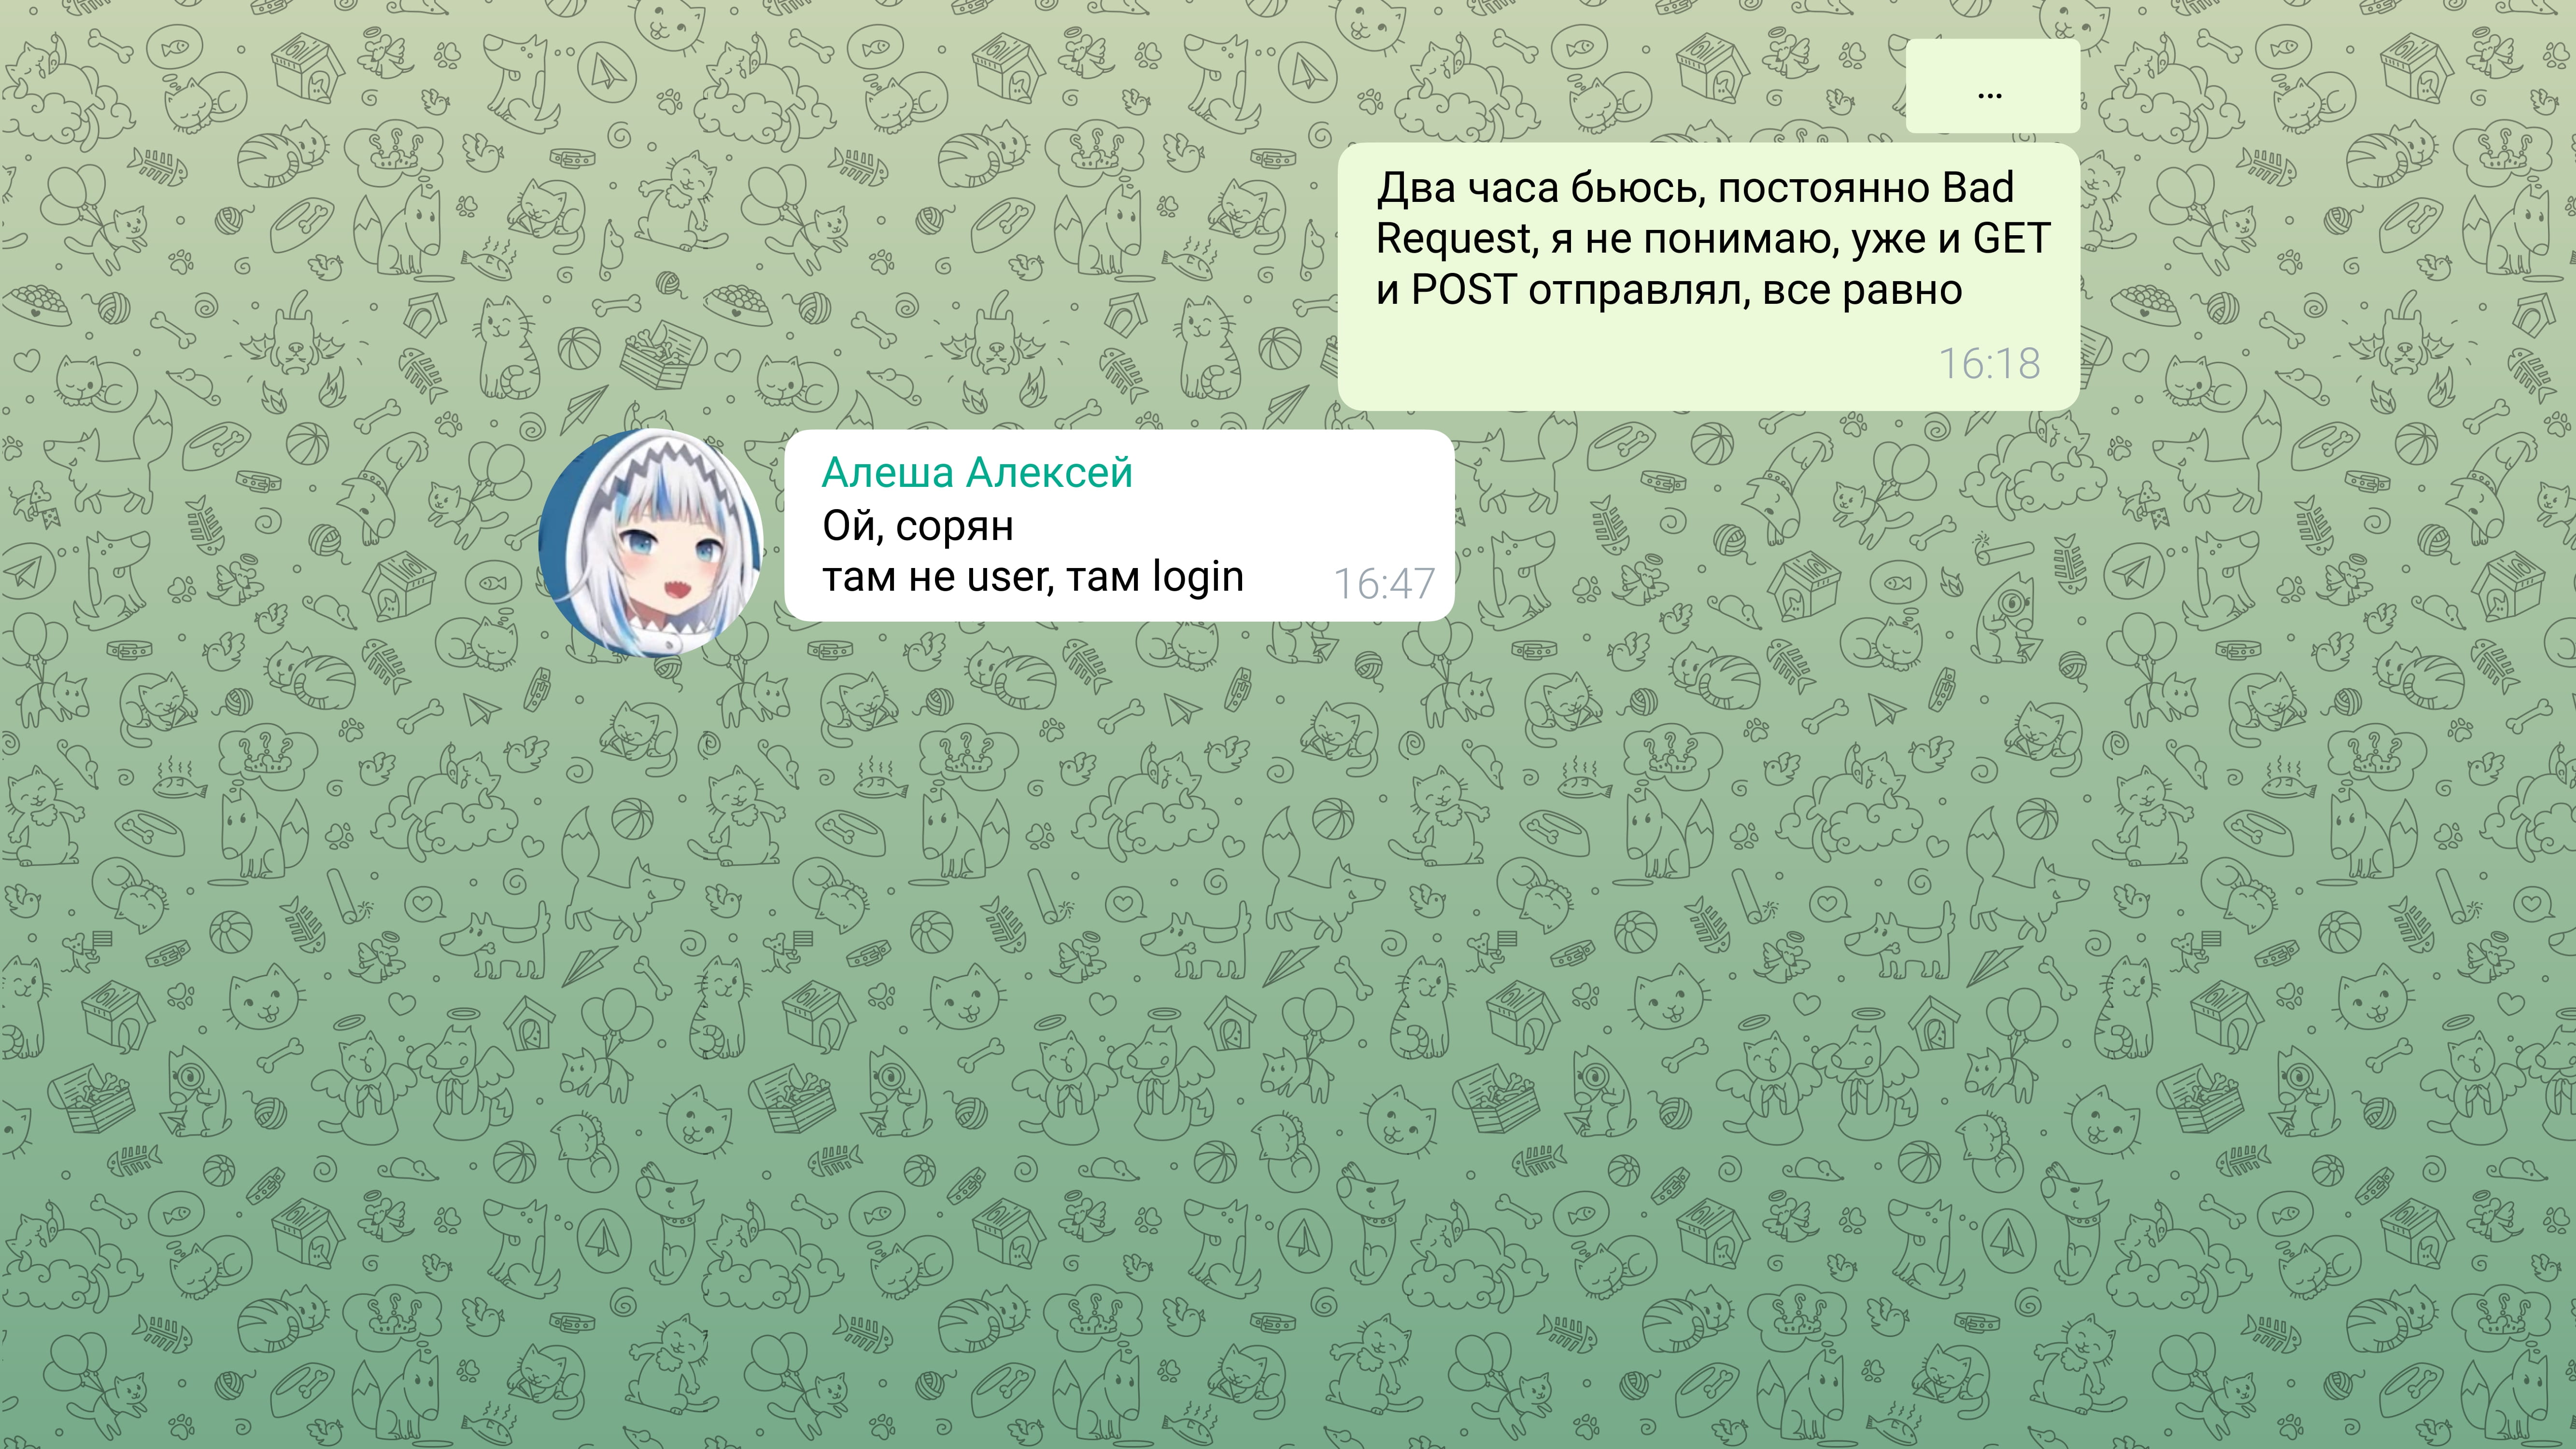 ...
Два часа бьюсь, постоянно Bad
Request, я не понимаю, уже и GET
и POST отправлял, все равно
16:18
Алеша Алексей
Ой, сорян
там не user, там login
16:47